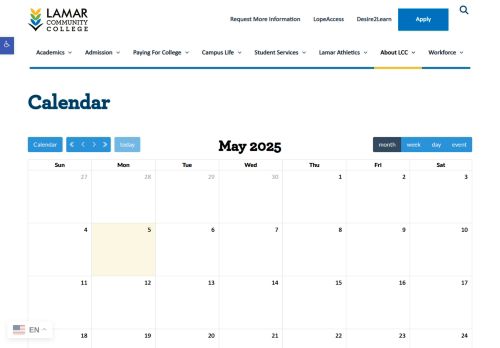 LAMAR
COMMUNITY
COLLEGE
Request More Information LopeAccess Desire2Learn Apply
Academics Admission Paying For College Campus Life Student Services Lamar Athletics About LCC Workforce
Calendar
Calendar today May 2025 month week day event
Sun Mon Tue Wed Thu Fri Sat
27 28 29 30 1 2 3
4 5 6 7 8 9 10
11 12 13 14 15 16 17
EN
18 19 20 21 22 23 24